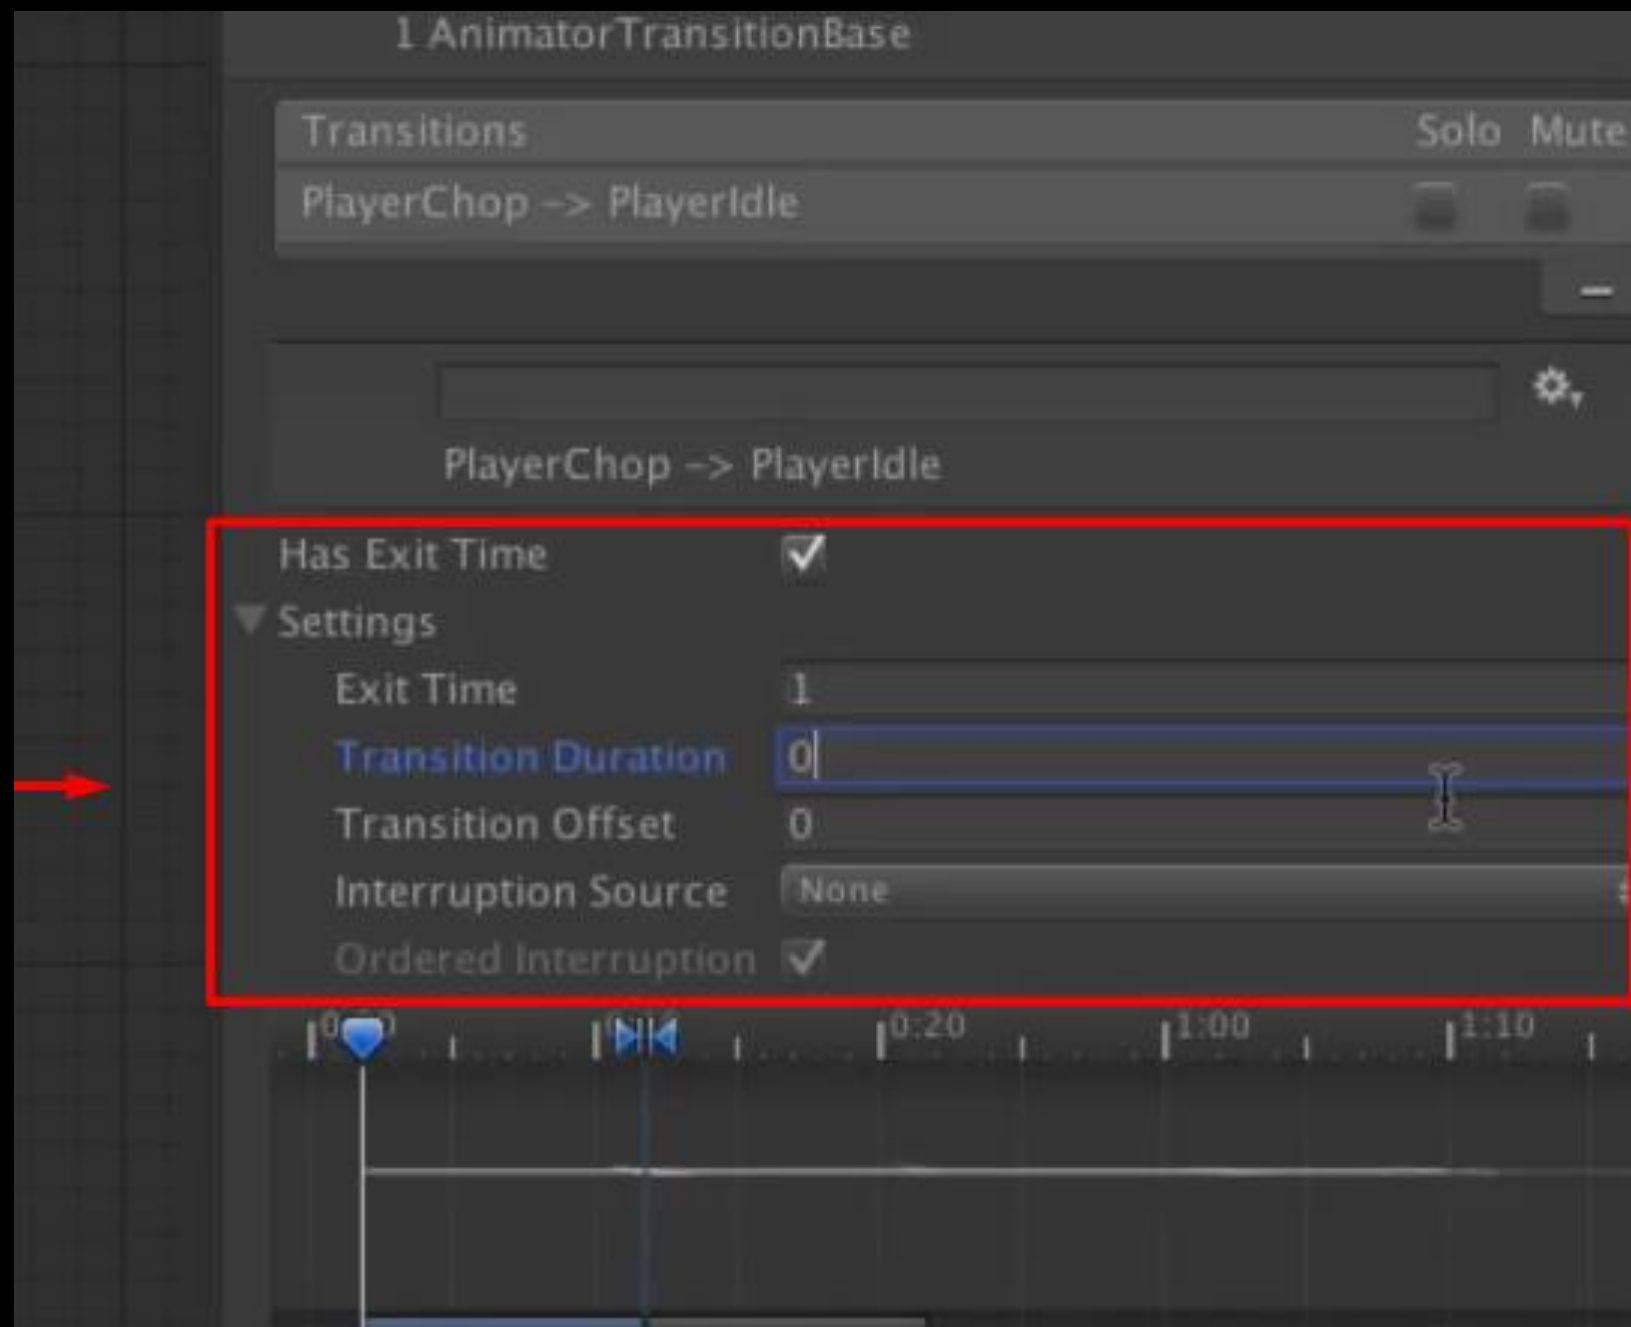 1 AnimatorTransitionBase
Transitions Solo Mute
PlayerChop -> PlayerIdle
PlayerChop -> PlayerIdle
Has Exit Time
Settings
Exit Time 1
Transition Duration 0
Transition Offset 0
Interruption Source None
Ordered Interruption
0:20 1:00 1:10